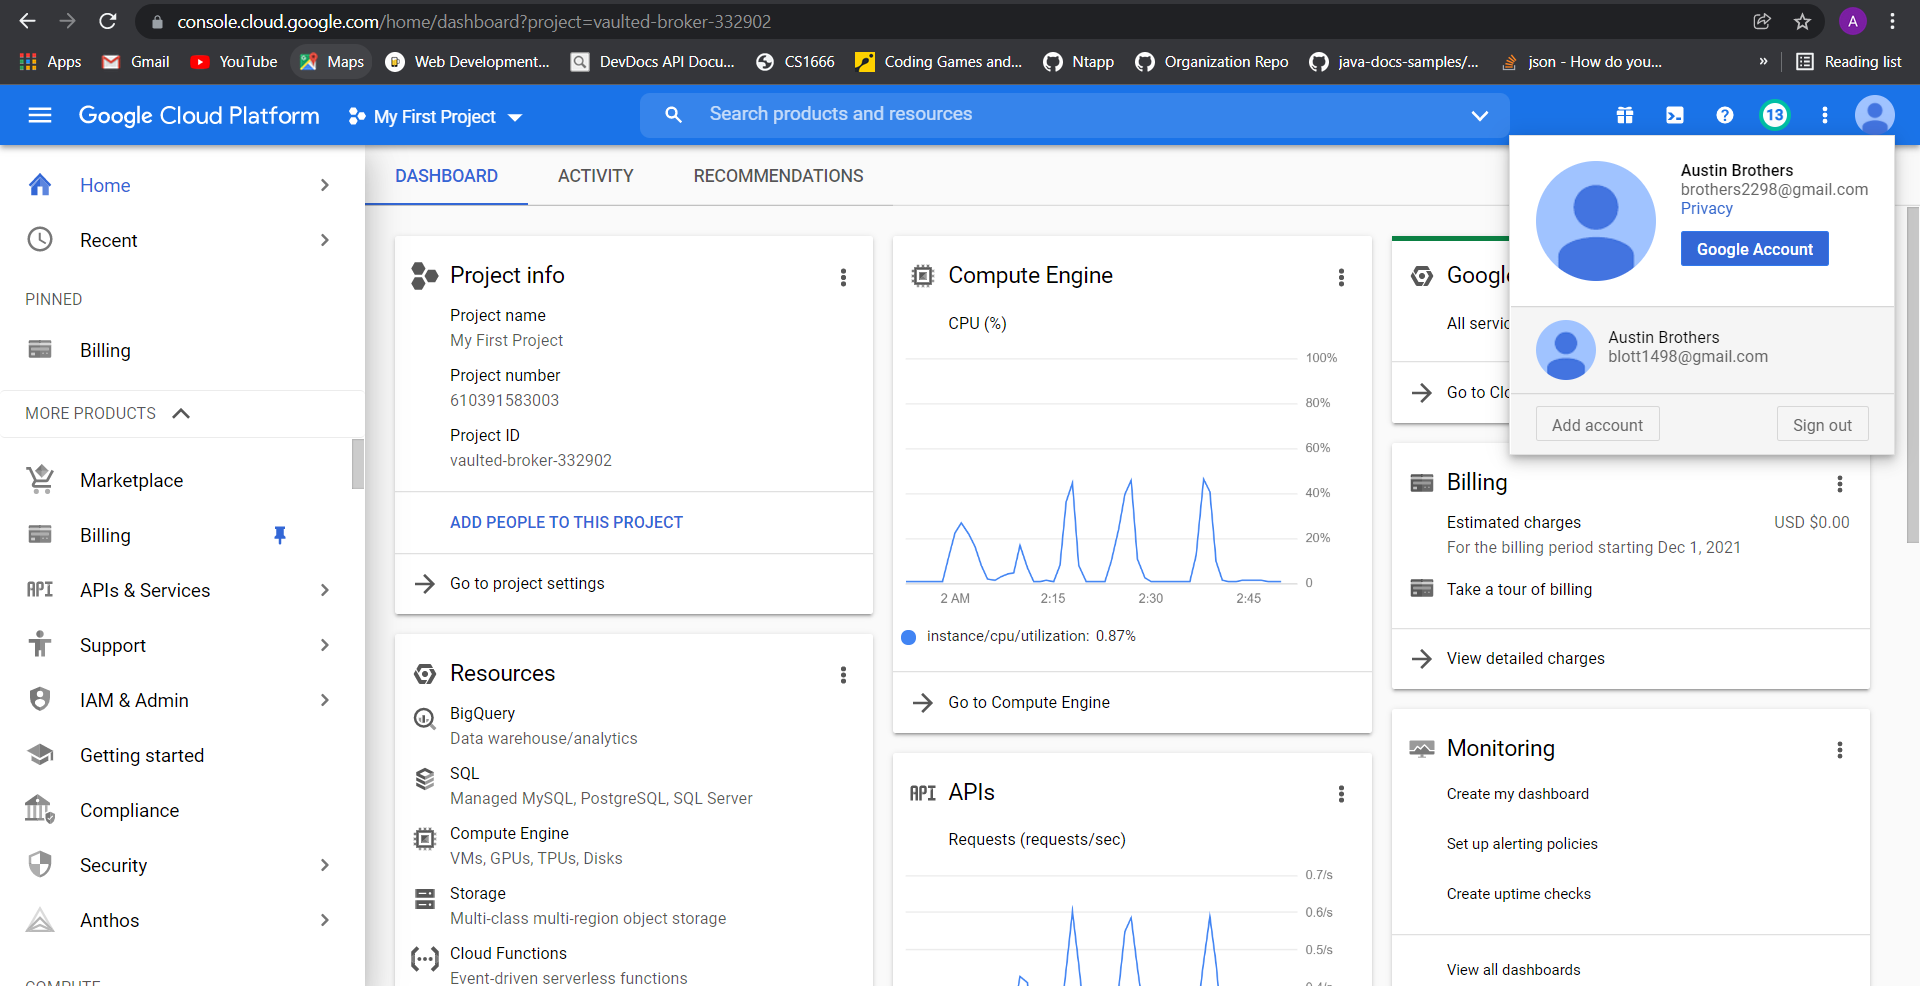 console.cloud.google.com/home/dashboard?project=vaulted-broker-332902
A
Apps
Gmail
YouTube
Maps
Web Development...
DevDocs API Docu...
CS1666
Coding Games and...
Ntapp
Organization Repo
java-docs-samples/...
json - How do you...
»
Reading list
Google Cloud Platform
My First Project
Search products and resources
13
Home
Recent
PINNED
Billing
MORE PRODUCTS
Marketplace
Billing
API
APIs & Services
Support
IAM & Admin
Getting started
Compliance
Security
Anthos
COMPUTE
DASHBOARD
ACTIVITY
RECOMMENDATIONS
Project info
Project name
My First Project
Project number
610391583003
Project ID
vaulted-broker-332902
ADD PEOPLE TO THIS PROJECT
Go to project settings
Resources
BigQuery
Data warehouse/analytics
SQL
Managed MySQL, PostgreSQL, SQL Server
Compute Engine
VMs, GPUs, TPUs, Disks
Storage
Multi-class multi-region object storage
Cloud Functions
Event-driven serverless functions
Compute Engine
CPU (%)
100%
80%
60%
40%
20%
0
2 AM
2:15
2:30
2:45
instance/cpu/utilization: 0.87%
Go to Compute Engine
API
APIs
Requests (requests/sec)
0.7/s
0.6/s
0.5/s
0.4/s
Google
All servic
Go to Clo
Austin Brothers
brothers2298@gmail.com
Privacy
Google Account
Austin Brothers
blott1498@gmail.com
Add account
Sign out
Billing
Estimated charges
USD $0.00
For the billing period starting Dec 1, 2021
Take a tour of billing
View detailed charges
Monitoring
Create my dashboard
Set up alerting policies
Create uptime checks
View all dashboards